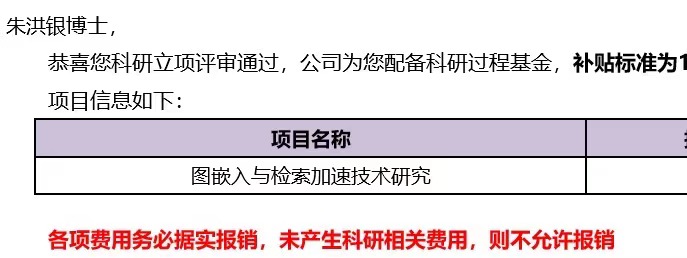 朱洪银博士，
恭喜您科研立项评审通过，公司为您配备科研过程基金，补贴标准为1
项目信息如下：
项目名称
图嵌入与检索加速技术研究
各项费用务必据实报销，未产生科研相关费用，则不允许报销